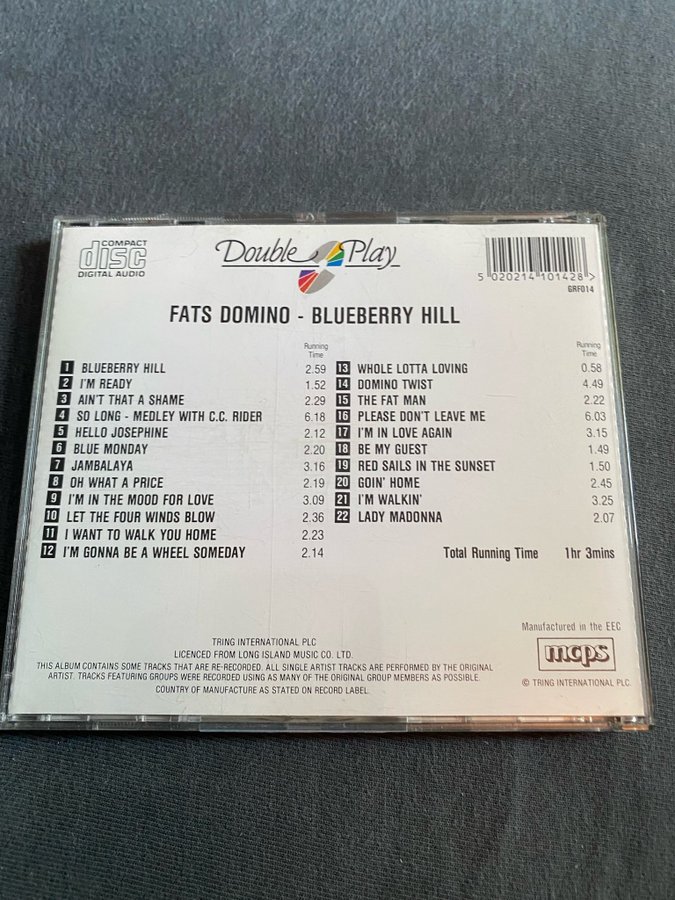 COMPACT
disc
DIGITAL AUDIO
Double Play
5 020214 101428 >
GRF014
FATS DOMINO - BLUEBERRY HILL
Running
Time
1 BLUEBERRY HILL 2.59
2 I'M READY 1.52
3 AIN'T THAT A SHAME 2.29
4 SO LONG - MEDLEY WITH C.C. RIDER 6.18
5 HELLO JOSEPHINE 2.12
6 BLUE MONDAY 2.20
7 JAMBALAYA 3.16
8 OH WHAT A PRICE 2.19
9 I'M IN THE MOOD FOR LOVE 3.09
10 LET THE FOUR WINDS BLOW 2.36
11 I WANT TO WALK YOU HOME 2.23
12 I'M GONNA BE A WHEEL SOMEDAY 2.14
Running
Time
13 WHOLE LOTTA LOVING 0.58
14 DOMINO TWIST 4.49
15 THE FAT MAN 2.22
16 PLEASE DON'T LEAVE ME 6.03
17 I'M IN LOVE AGAIN 3.15
18 BE MY GUEST 1.49
19 RED SAILS IN THE SUNSET 1.50
20 GOIN' HOME 2.45
21 I'M WALKIN' 3.25
22 LADY MADONNA 2.07
Total Running Time 1hr 3mins
Manufactured in the EEC
mcps
© TRING INTERNATIONAL PLC.
TRING INTERNATIONAL PLC
LICENCED FROM LONG ISLAND MUSIC CO. LTD.
THIS ALBUM CONTAINS SOME TRACKS THAT ARE RE-RECORDED. ALL SINGLE ARTIST TRACKS ARE PERFORMED BY THE ORIGINAL
ARTIST. TRACKS FEATURING GROUPS WERE RECORDED USING AS MANY OF THE ORIGINAL GROUP MEMBERS AS POSSIBLE.
COUNTRY OF MANUFACTURE AS STATED ON RECORD LABEL.